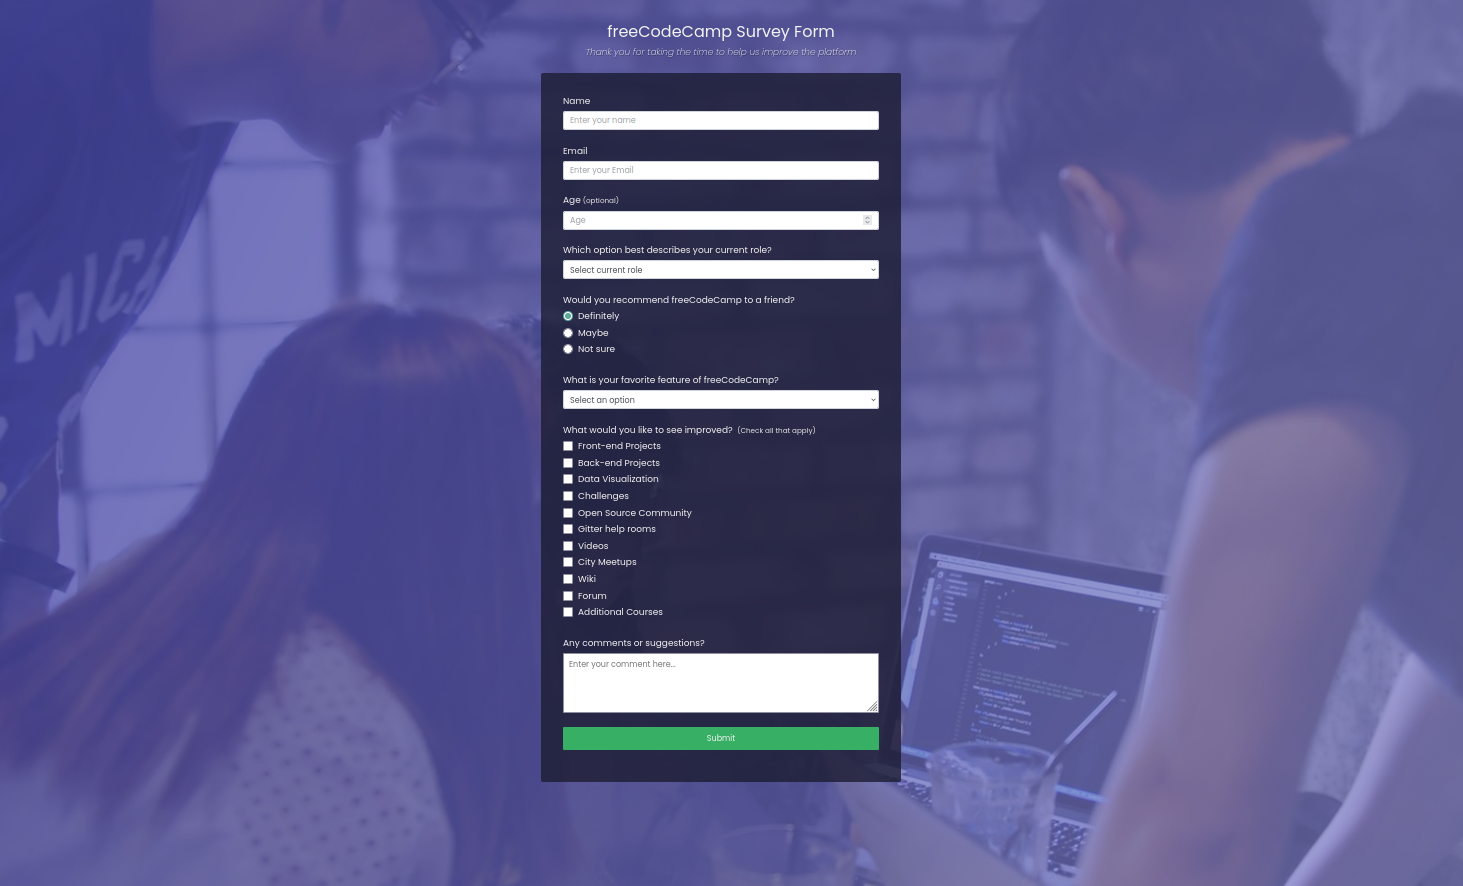 freeCodeCamp Survey Form
Thank you for taking the time to help us improve the platform
Name
Enter your name
Email
Enter your Email
Age (optional)
Age
Which option best describes your current role?
Select current role
Would you recommend freeCodeCamp to a friend?
Definitely
Maybe
Not sure
What is your favorite feature of freeCodeCamp?
Select an option
What would you like to see improved? (Check all that apply)
Front-end Projects
Back-end Projects
Data Visualization
Challenges
Open Source Community
Gitter help rooms
Videos
City Meetups
Wiki
Forum
Additional Courses
Any comments or suggestions?
Enter your comment here...
Submit
MICH